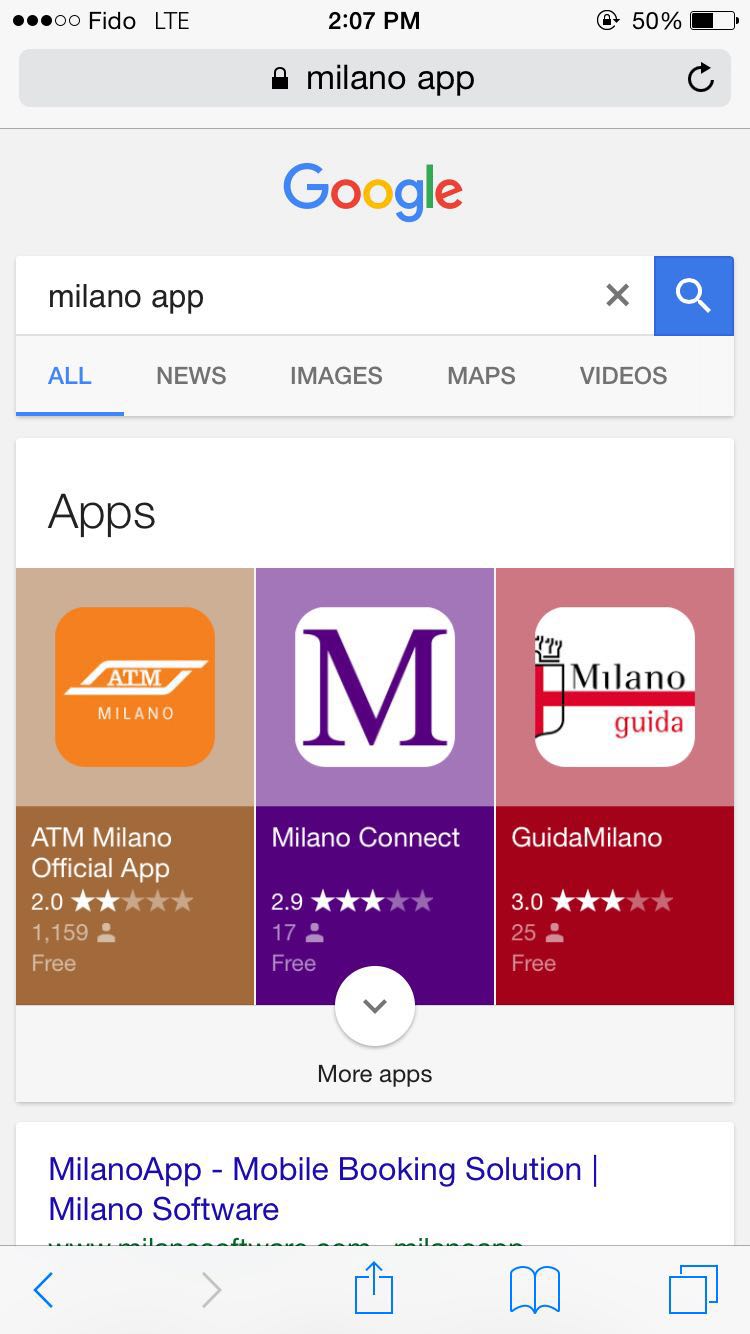 Fido LTE 2:07 PM 50%
milano app
Google
milano app
ALL NEWS IMAGES MAPS VIDEOS
Apps
ATM
MILANO
M
Milano
guida
ATM Milano
Official App
2.0
1,159
Free
Milano Connect
2.9
17
Free
GuidaMilano
3.0
25
Free
More apps
MilanoApp - Mobile Booking Solution |
Milano Software